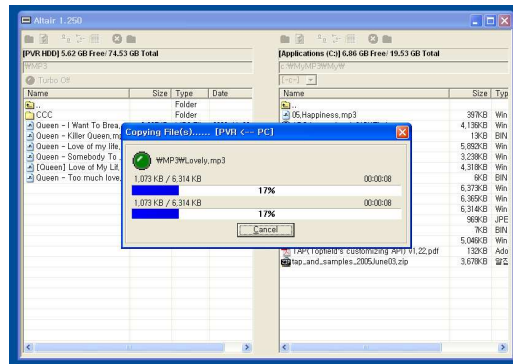 Altair 1.250
[PVR HDD] 5.62 GB Free/ 74.53 GB Total
₩MP3
Turbo Off
Name Size Type Date
.. Folder
CCC Folder
Queen - I Want To Brea,
Queen - Killer Queen,
Queen - Love of my life,
Queen - Somebody To
[Queen] Love of My Lif,
Queen - Too much love,
[Applications (C:)] 6.86 GB Free/ 19.53 GB Total
c:₩MyMP3₩My₩
[-c-]
Name Size Typ
..
05,Happiness,mp3 397KB Win
4,136KB Win
13KB BIN
5,892KB Win
3,238KB Win
4,318KB Win
6KB BIN
6,373KB Win
6,365KB Win
6,314KB Win
969KB JPE
7KB BIN
5,046KB Win
TAP(Topfield's customizing API) v1,22,pdf 132KB Ado
tap_and_samples_2005June03,zip 3,678KB 알집
Copying File(s)...... [PVR <-- PC]
₩MP3₩Lovely,mp3
1,073 KB / 6,314 KB 00:00:08
17%
1,073 KB / 6,314 KB 00:00:08
17%
Cancel